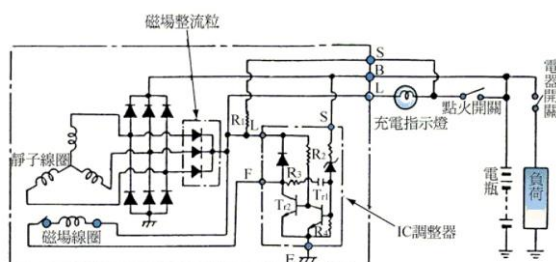 磁場整流粒
S
B
L
R₁
充電指示燈
點火開關
電器開關
靜子線圈
L
S
R₂
F
R₃
Tr₁
Tr₂
R₄
電瓶
負荷
磁場線圈
IC調整器
E